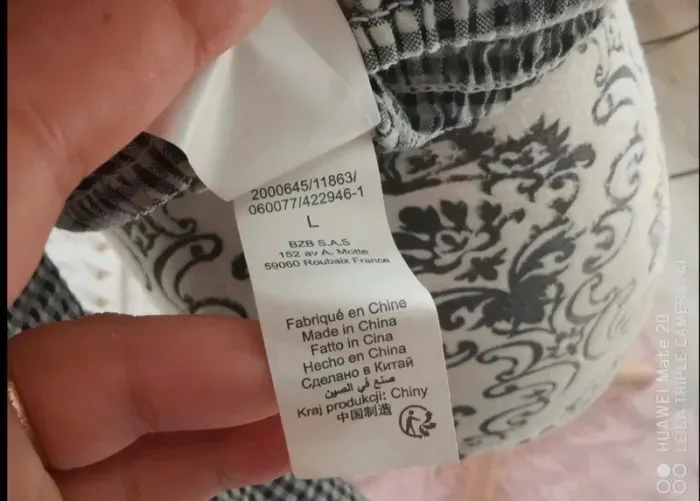 2000645/11863/
060077/422946-1
L
BZB S.A.S
152 av A. Motte
59060 Roubaix France
Fabriqué en Chine
Made in China
Fatto in Cina
Hecho en China
Сделано в Китай
صنع في الصين
Kraj produkcji: Chiny
中国制造
HUAWEI Mate 20
LEICA TRIPLE CAMERA | AI